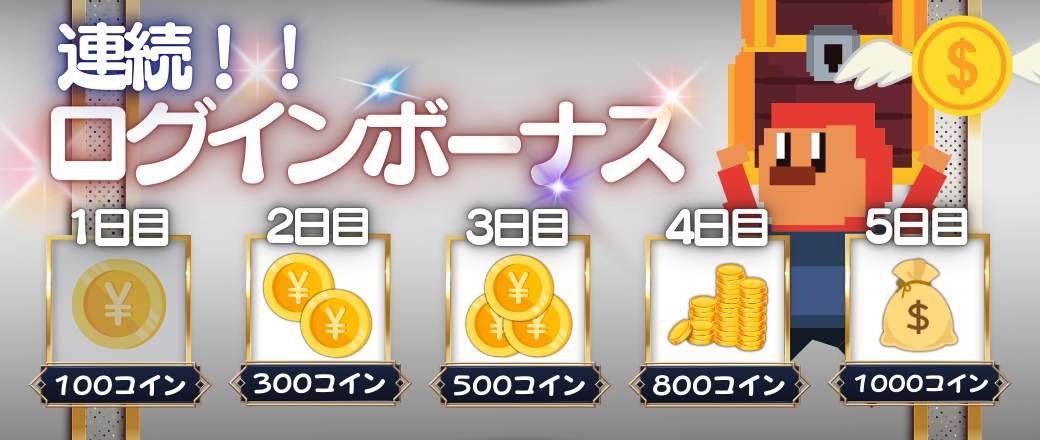 連続！！
ログインボーナス
1日目
2日目
3日目
4日目
5日目
¥
¥
¥
¥
¥
¥
$
$
100コイン
300コイン
500コイン
800コイン
1000コイン